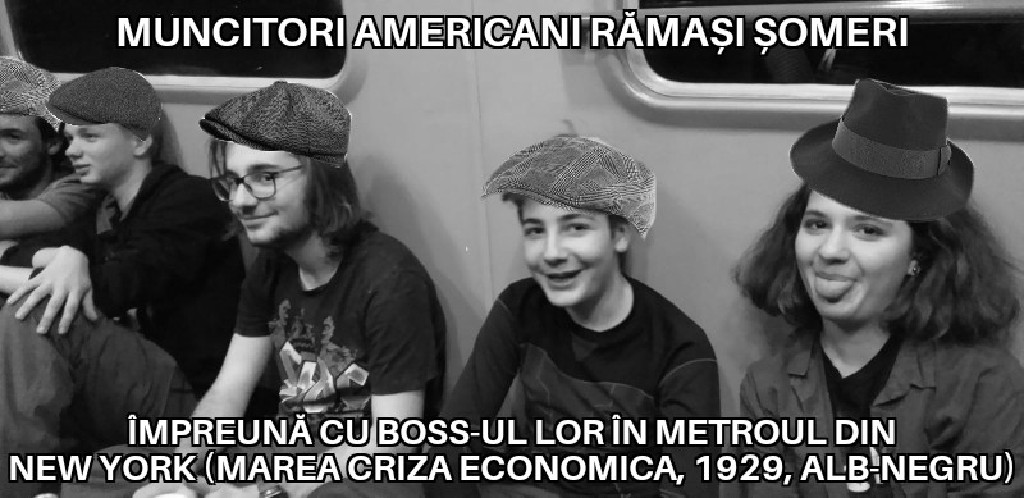 MUNCITORI AMERICANI RĂMAȘI ȘOMERI
ÎMPREUNĂ CU BOSS-UL LOR ÎN METROUL DIN
NEW YORK (MAREA CRIZA ECONOMICA, 1929, ALB-NEGRU)